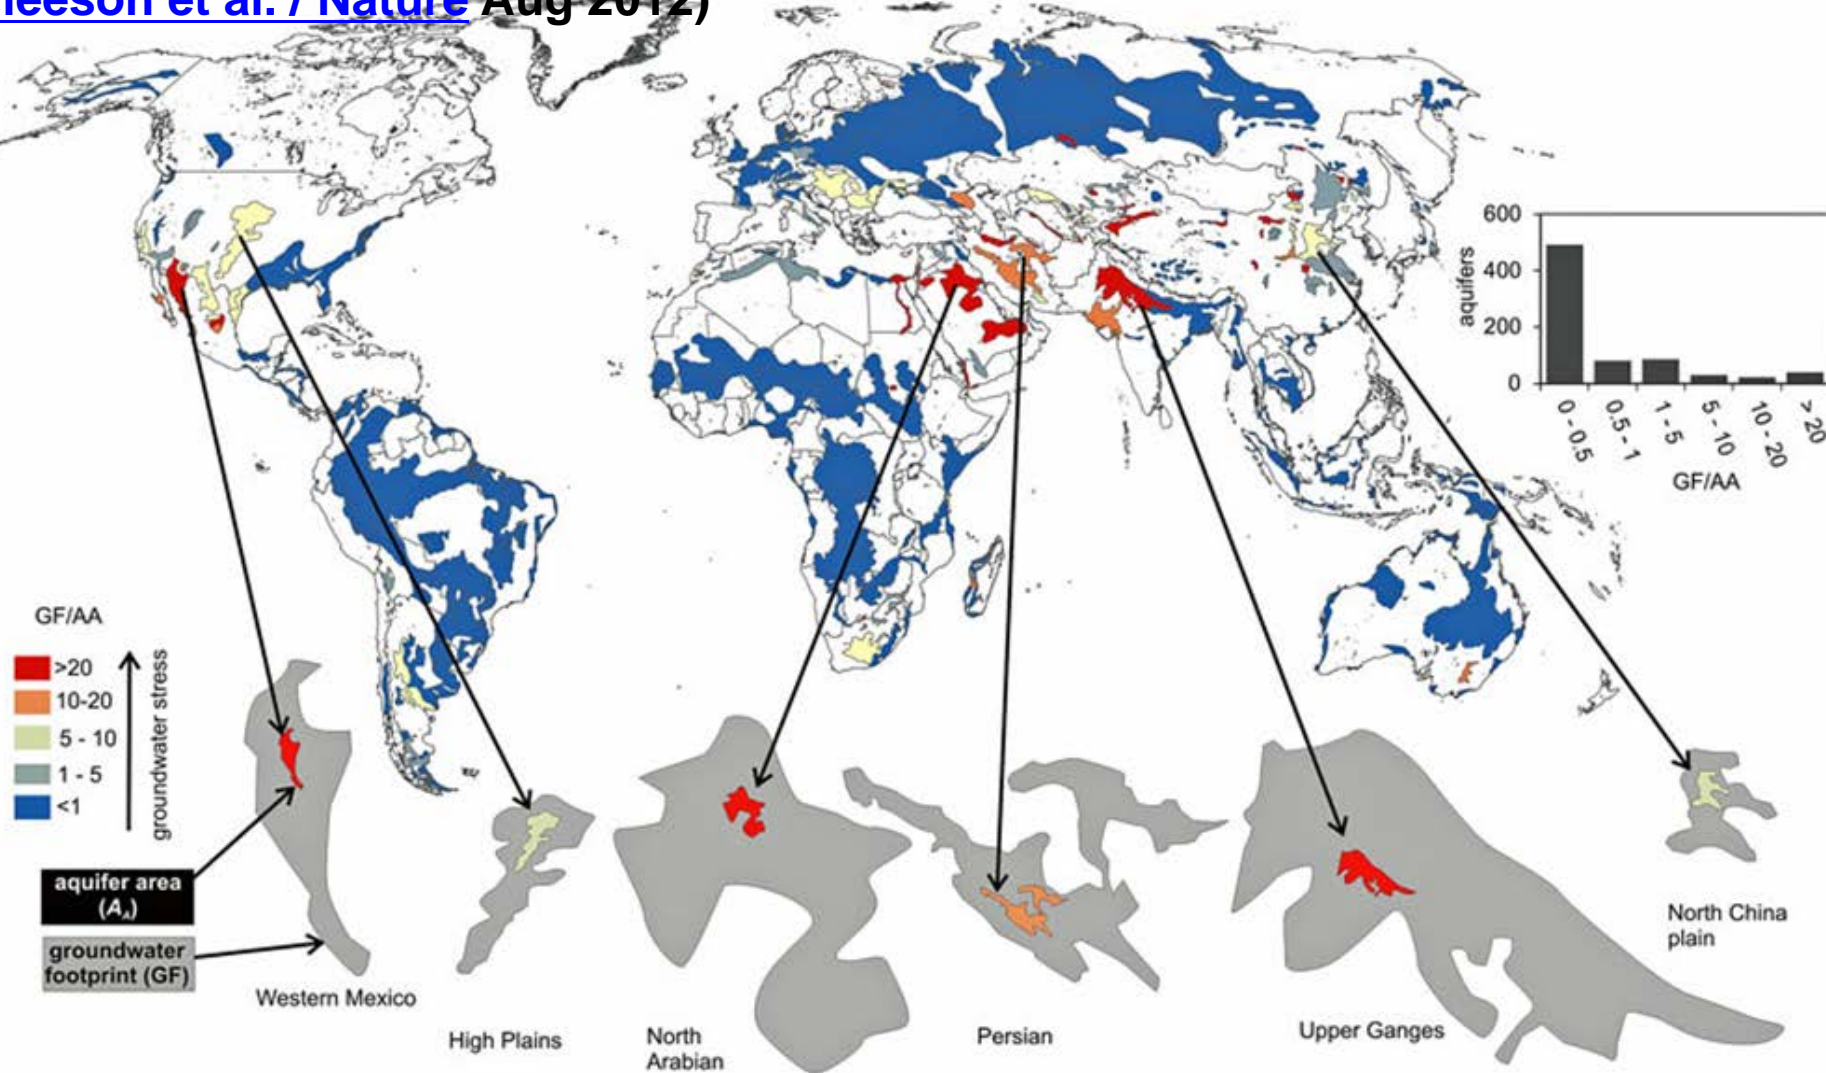 Nature Aug 2012)
600
400
200
0
aquifers
0 - 0.5
0.5 - 1
1 - 5
5 - 10
10 - 20
> 20
GF/AA
GF/AA
>20
10-20
5 - 10
1 - 5
<1
groundwater stress
aquifer area
(AA)
groundwater
footprint (GF)
Western Mexico
High Plains
North
Arabian
Persian
Upper Ganges
North China
plain